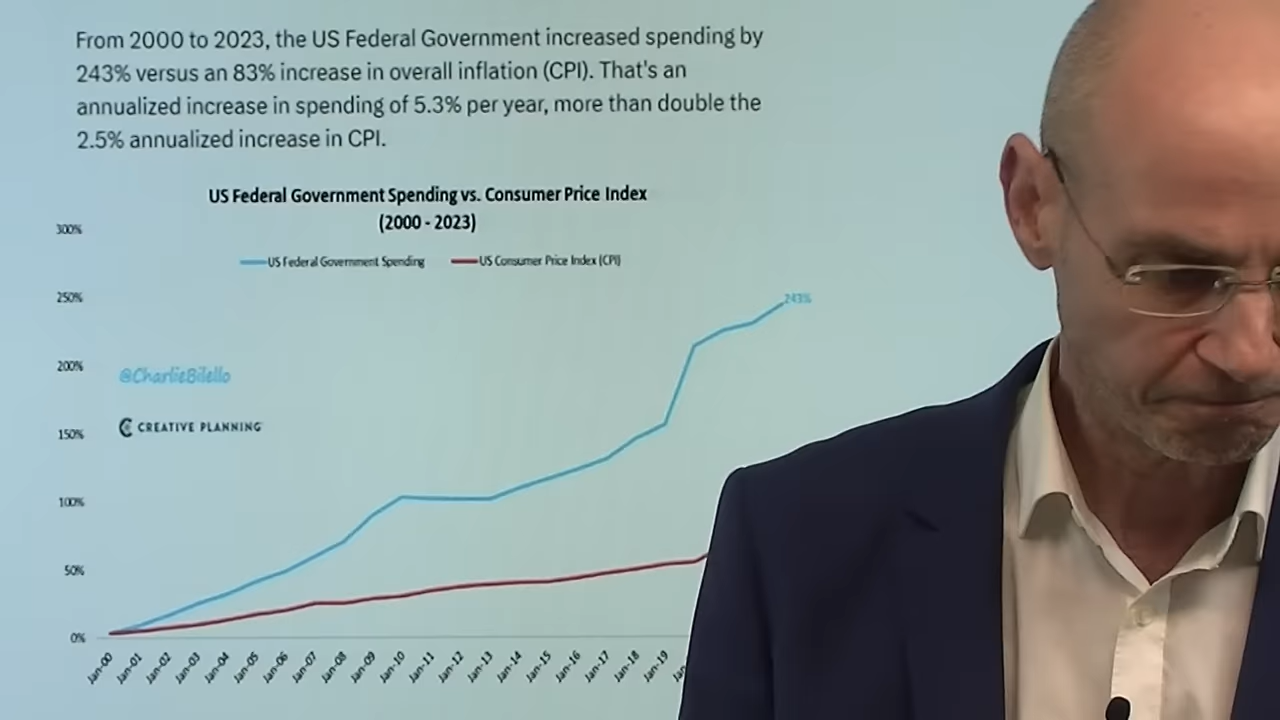 From 2000 to 2023, the US Federal Government increased spending by
243% versus an 83% increase in overall inflation (CPI). That's an
annualized increase in spending of 5.3% per year, more than double the
2.5% annualized increase in CPI.
US Federal Government Spending vs. Consumer Price Index
(2000 - 2023)
US Federal Government Spending
US Consumer Price Index (CPI)
300%
250%
200%
150%
100%
50%
0%
243%
@CharlieBilello
CREATIVE PLANNING
Jan-00
Jan-01
Jan-02
Jan-03
Jan-04
Jan-05
Jan-06
Jan-07
Jan-08
Jan-09
Jan-10
Jan-11
Jan-12
Jan-13
Jan-14
Jan-15
Jan-16
Jan-17
Jan-18
Jan-19